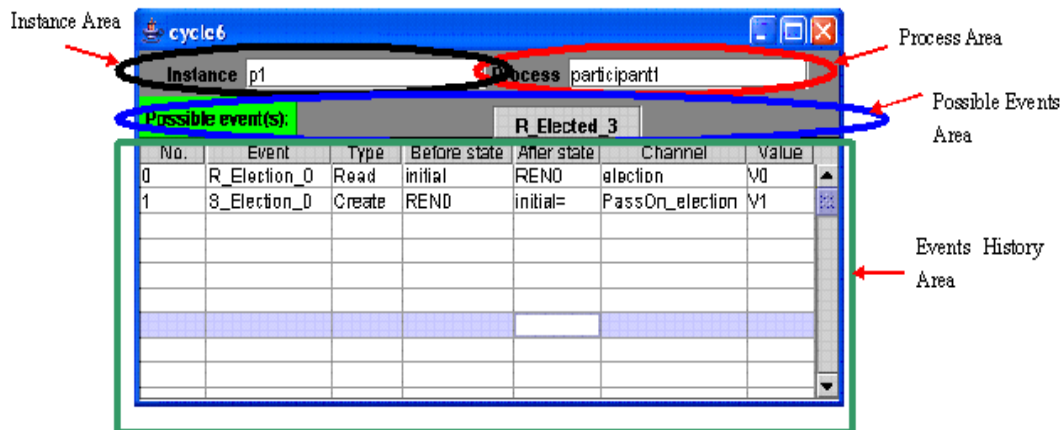 Instance Area
cycle6
Process Area
Instance p1 Process participant1
Possible Events
Area
Possible event(s): R_Elected_3
No. Event Type Before state After state Channel Value
0 R_Election_0 Read initial REN0 election V0
1 S_Election_0 Create REN0 initial= PassOn_election V1
Events History
Area